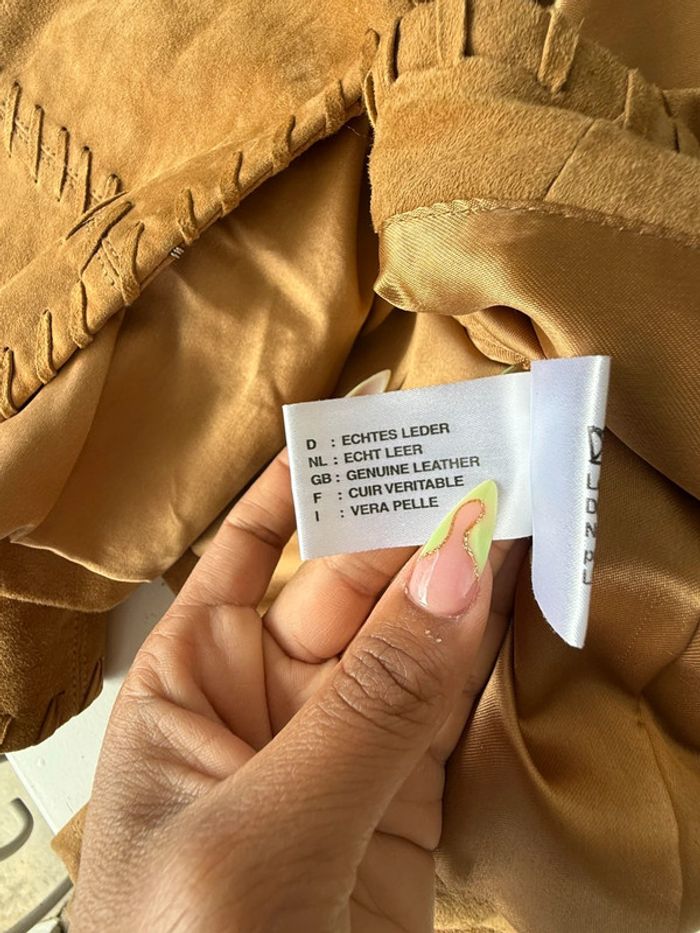 D : ECHTES LEDER
NL : ECHT LEER
GB : GENUINE LEATHER
F : CUIR VERITABLE
I : VERA PELLE